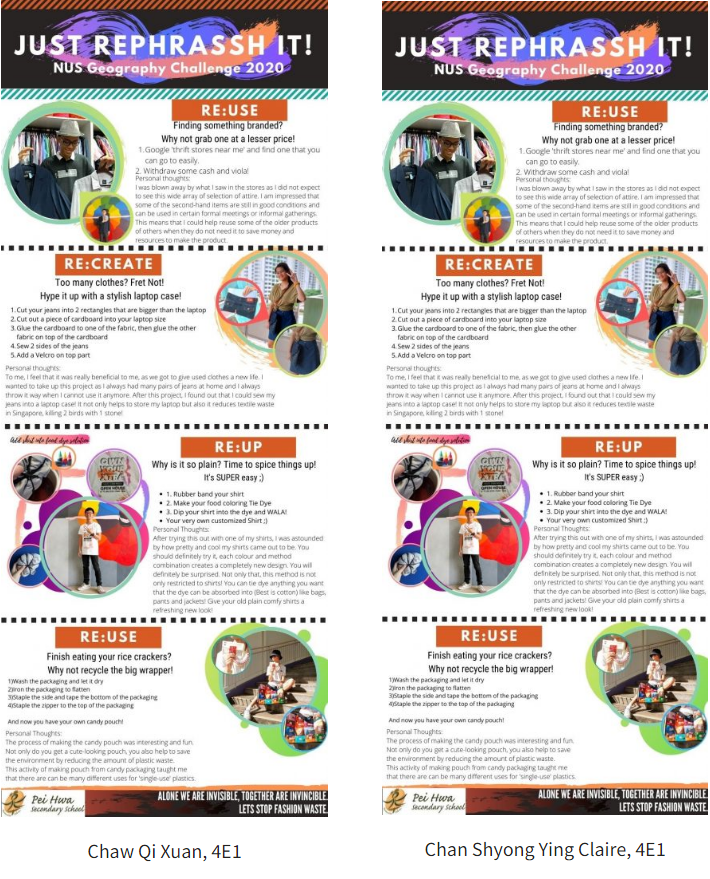 JUST REPHRASSH IT!
NUS Geography Challenge 2020
RE:USE
Finding something branded?
Why not grab one at a lesser price!
1. Google 'thrift stores near me' and find one that you
can go to easily.
2. Withdraw some cash and viola!
Personal thoughts:
I was blown away by what I saw in the stores as I did not expect
to see this wide array of selection of attire. I am impressed that
some of the second-hand items are still in good conditions and
can be used in certain formal meetings or informal gatherings.
This means that I could help reuse some of the older products
of others when they do not need it to save money and
resources to make the product.
RE:CREATE
Too many clothes? Fret Not!
Hype it up with a stylish laptop case!
1. Cut your jeans into 2 rectangles that are bigger than the laptop
2. Cut out a piece of cardboard into your laptop size
3. Glue the cardboard to one of the fabric, then glue the other
fabric on top of the cardboard
4. Sew 2 sides of the jeans
5. Add a Velcro on top part
Personal thoughts:
To me, I feel that it was really beneficial to me, as we got to give used clothes a new life. I
wanted to take up this project as I always had many pairs of jeans at home and I always
throw it way when I cannot use it anymore. After this project, I found out that I could sew my
jeans into a laptop case! It not only helps to store my laptop but also it reduces textile waste
in Singapore, killing 2 birds with 1 stone!
Add shirt into food dye solution
RE:UP
Why is it so plain? Time to spice things up!
It's SUPER easy ;)
• 1. Rubber band your shirt
• 2. Make your food coloring Tie Dye
• 3. Dip your shirt into the dye and WALA!
• Your very own customized Shirt ;)
Personal Thoughts:
After trying this out with one of my shirts, I was astounded
by how pretty and cool my shirts came out to be. You
should definitely try it, each colour and method
combination creates a completely new design. You will
definitely be surprised. Not only that, this method is not
only restricted to shirts! You can tie dye anything you want
that the dye can be absorbed into (Best is cotton) like bags,
pants and jackets! Give your old plain comfy shirts a
refreshing new look!
RE:USE
Finish eating your rice crackers?
Why not recycle the big wrapper!
1)Wash the packaging and let it dry
2)Iron the packaging to flatten
3)Staple the side and tape the bottom of the packaging
4)Staple the zipper to the top of the packaging
And now you have your own candy pouch!
Personal Thoughts:
The process of making the candy pouch was interesting and fun.
Not only do you get a cute-looking pouch, you also help to save
the environment by reducing the amount of plastic waste.
This activity of making pouch from candy packaging taught me
that there are can be many different uses for 'single-use' plastics.
Pei Hwa
secondary school
ALONE WE ARE INVISIBLE, TOGETHER ARE INVINCIBLE.
LETS STOP FASHION WASTE.
Chaw Qi Xuan, 4E1
JUST REPHRASSH IT!
NUS Geography Challenge 2020
RE:USE
Finding something branded?
Why not grab one at a lesser price!
1. Google 'thrift stores near me' and find one that you
can go to easily.
2. Withdraw some cash and viola!
Personal thoughts:
I was blown away by what I saw in the stores as I did not expect
to see this wide array of selection of attire. I am impressed that
some of the second-hand items are still in good conditions and
can be used in certain formal meetings or informal gatherings.
This means that I could help reuse some of the older products
of others when they do not need it to save money and
resources to make the product.
RE:CREATE
Too many clothes? Fret Not!
Hype it up with a stylish laptop case!
1. Cut your jeans into 2 rectangles that are bigger than the laptop
2. Cut out a piece of cardboard into your laptop size
3. Glue the cardboard to one of the fabric, then glue the other
fabric on top of the cardboard
4. Sew 2 sides of the jeans
5. Add a Velcro on top part
Personal thoughts:
To me, I feel that it was really beneficial to me, as we got to give used clothes a new life. I
wanted to take up this project as I always had many pairs of jeans at home and I always
throw it way when I cannot use it anymore. After this project, I found out that I could sew my
jeans into a laptop case! It not only helps to store my laptop but also it reduces textile waste
in Singapore, killing 2 birds with 1 stone!
Add shirt into food dye solution
RE:UP
Why is it so plain? Time to spice things up!
It's SUPER easy ;)
• 1. Rubber band your shirt
• 2. Make your food coloring Tie Dye
• 3. Dip your shirt into the dye and WALA!
• Your very own customized Shirt ;)
Personal Thoughts:
After trying this out with one of my shirts, I was astounded
by how pretty and cool my shirts came out to be. You
should definitely try it, each colour and method
combination creates a completely new design. You will
definitely be surprised. Not only that, this method is not
only restricted to shirts! You can tie dye anything you want
that the dye can be absorbed into (Best is cotton) like bags,
pants and jackets! Give your old plain comfy shirts a
refreshing new look!
RE:USE
Finish eating your rice crackers?
Why not recycle the big wrapper!
1)Wash the packaging and let it dry
2)Iron the packaging to flatten
3)Staple the side and tape the bottom of the packaging
4)Staple the zipper to the top of the packaging
And now you have your own candy pouch!
Personal Thoughts:
The process of making the candy pouch was interesting and fun.
Not only do you get a cute-looking pouch, you also help to save
the environment by reducing the amount of plastic waste.
This activity of making pouch from candy packaging taught me
that there are can be many different uses for 'single-use' plastics.
Pei Hwa
secondary school
ALONE WE ARE INVISIBLE, TOGETHER ARE INVINCIBLE.
LETS STOP FASHION WASTE.
Chan Shyong Ying Claire, 4E1